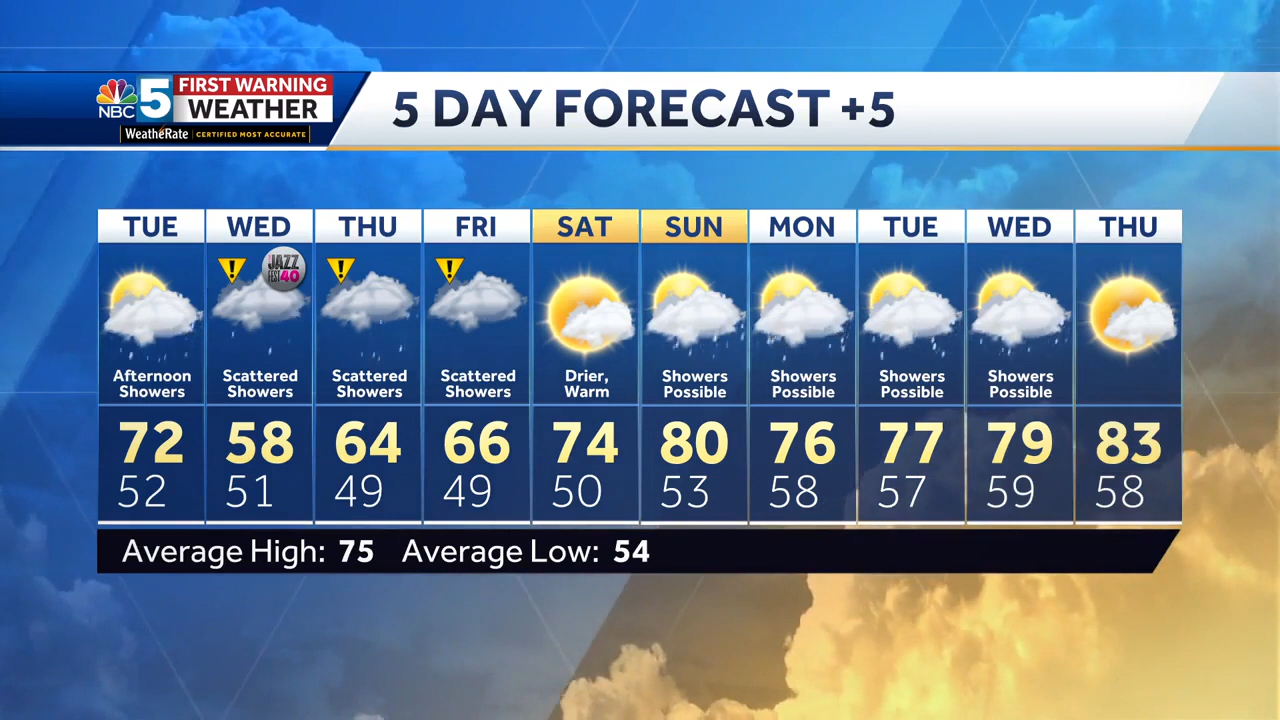 NBC 5 FIRST WARNING
WEATHER
WeatheRate CERTIFIED MOST ACCURATE
5 DAY FORECAST +5
TUE WED THU FRI SAT SUN MON TUE WED THU
! JAZZ FEST 40 ! !
Afternoon Scattered Scattered Scattered Drier, Showers Showers Showers Showers
Showers Showers Showers Showers Warm Possible Possible Possible Possible
72 58 64 66 74 80 76 77 79 83
52 51 49 49 50 53 58 57 59 58
Average High: 75 Average Low: 54